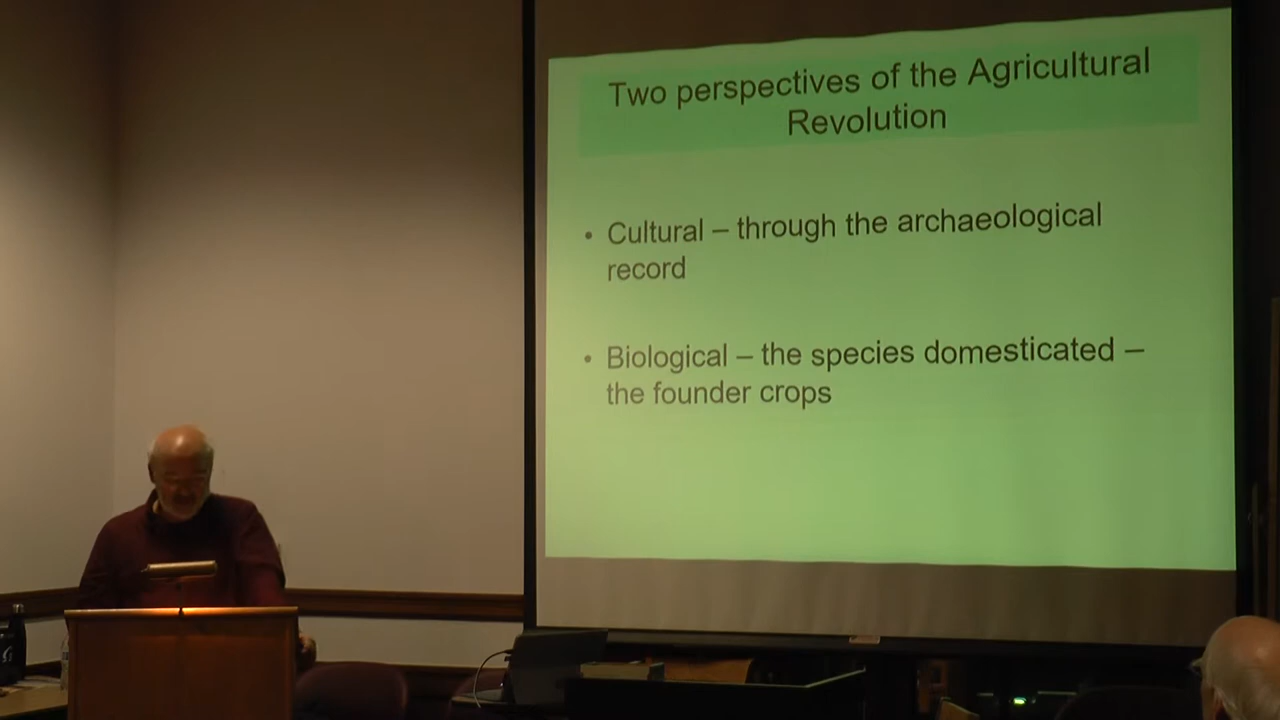 Two perspectives of the Agricultural
Revolution
• Cultural – through the archaeological
record
• Biological – the species domesticated –
the founder crops